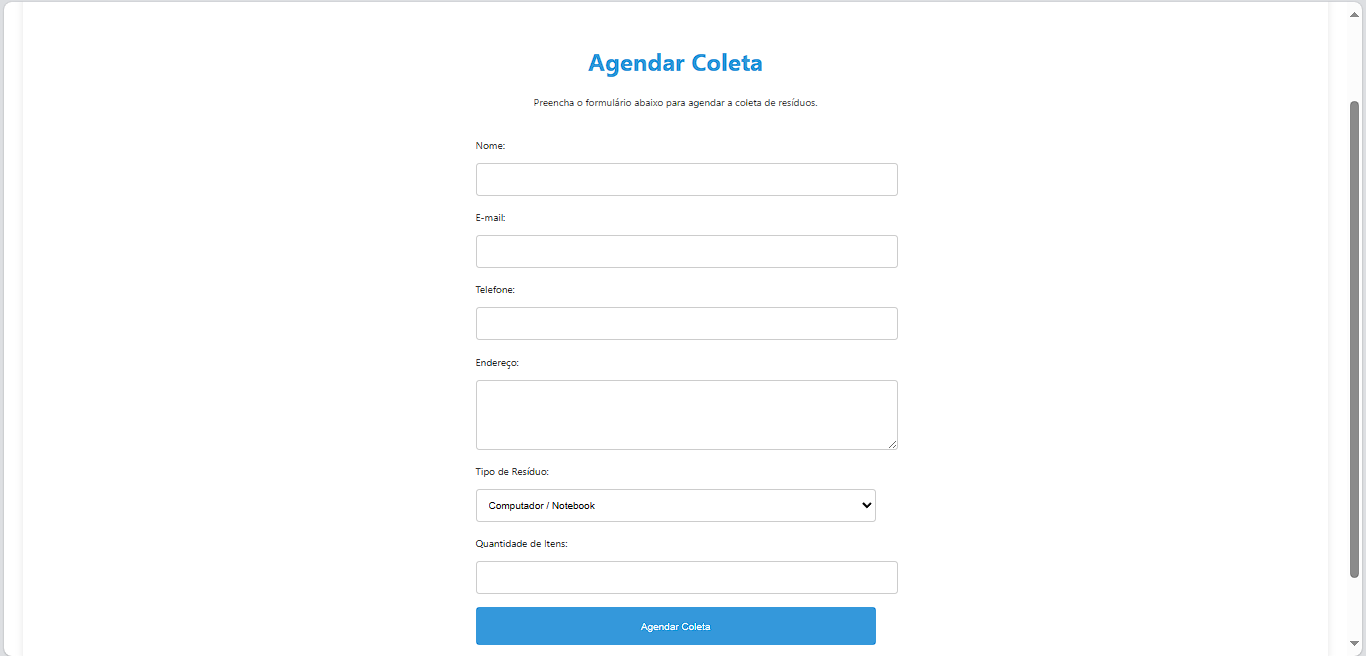 Agendar Coleta
Preencha o formulário abaixo para agendar a coleta de resíduos.
Nome:
E-mail:
Telefone:
Endereço:
Tipo de Resíduo:
Computador / Notebook
Quantidade de Itens:
Agendar Coleta